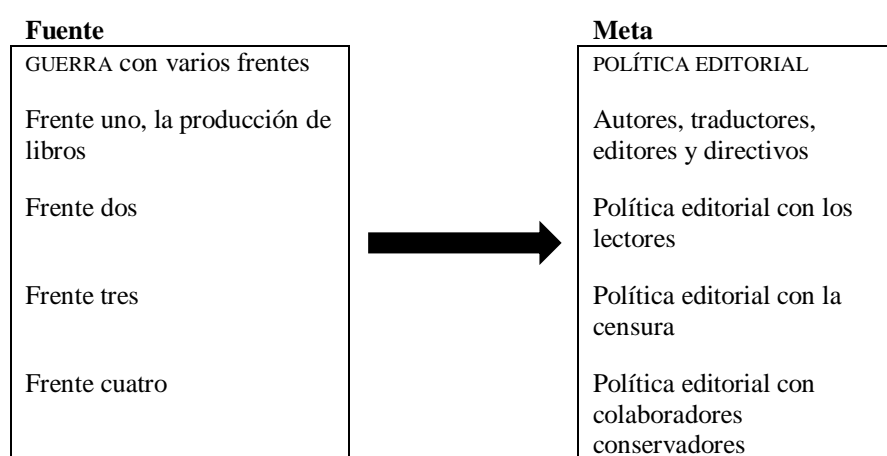 Fuente
GUERRA con varios frentes
Frente uno, la producción de
libros
Frente dos
Frente tres
Frente cuatro
Meta
POLÍTICA EDITORIAL
Autores, traductores,
editores y directivos
Política editorial con los
lectores
Política editorial con la
censura
Política editorial con
colaboradores
conservadores